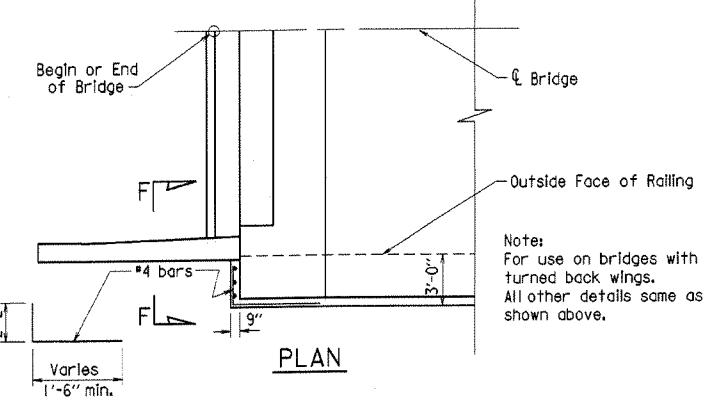 Begin or End
of Bridge
℄ Bridge
F
Outside Face of Railing
Note:
For use on bridges with
turned back wings.
All other details same as
shown above.
#4 bars
3'-0"
F
9"
PLAN
Varies
1'-6" min.